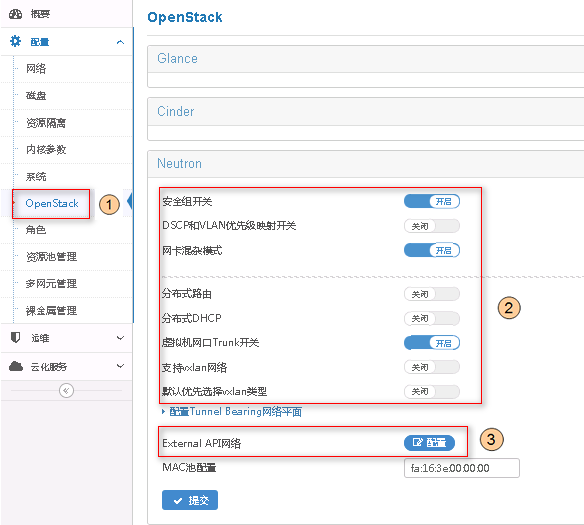 概要
配置
网络
磁盘
资源隔离
内核参数
系统
OpenStack
1
角色
资源池管理
多网元管理
裸金属管理
运维
云化服务
OpenStack
Glance
Cinder
Neutron
安全组开关 开启
DSCP和VLAN优先级映射开关 关闭
网卡混杂模式 开启
分布式路由 关闭
2
分布式DHCP 关闭
虚拟机网口Trunk开关 开启
支持vxlan网络 关闭
默认优先选择vxlan类型 关闭
配置Tunnel Bearing网络平面
External API网络 配置
3
MAC池配置 fa:16:3e:00:00:00
提交